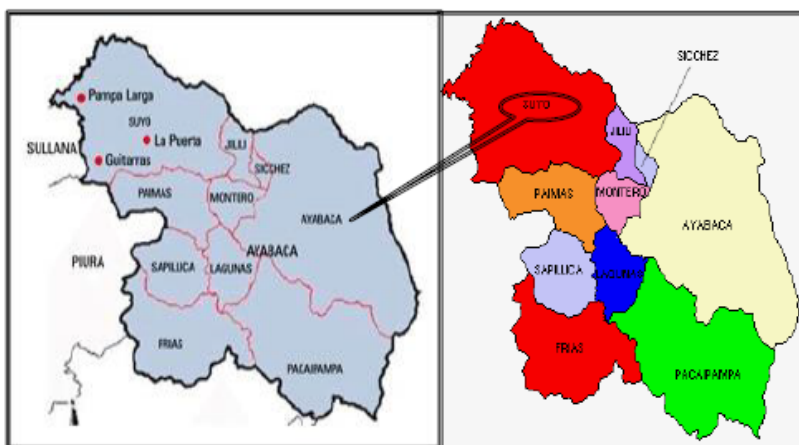 Pampa Larga
SUYO
La Puerta
SULLANA
Guitarras
JILILI
SICCHEZ
PAIMAS
MONTERO
AYABACA
AYABACA
PIURA
SAPILLICA
LAGUNAS
FRIAS
PACAIPAMPA
SICCHEZ
SUYO
JILILI
PAIMAS
MONTERO
AYABACA
SAPILLICA
LAGUNAS
FRIAS
PACAIPAMPA